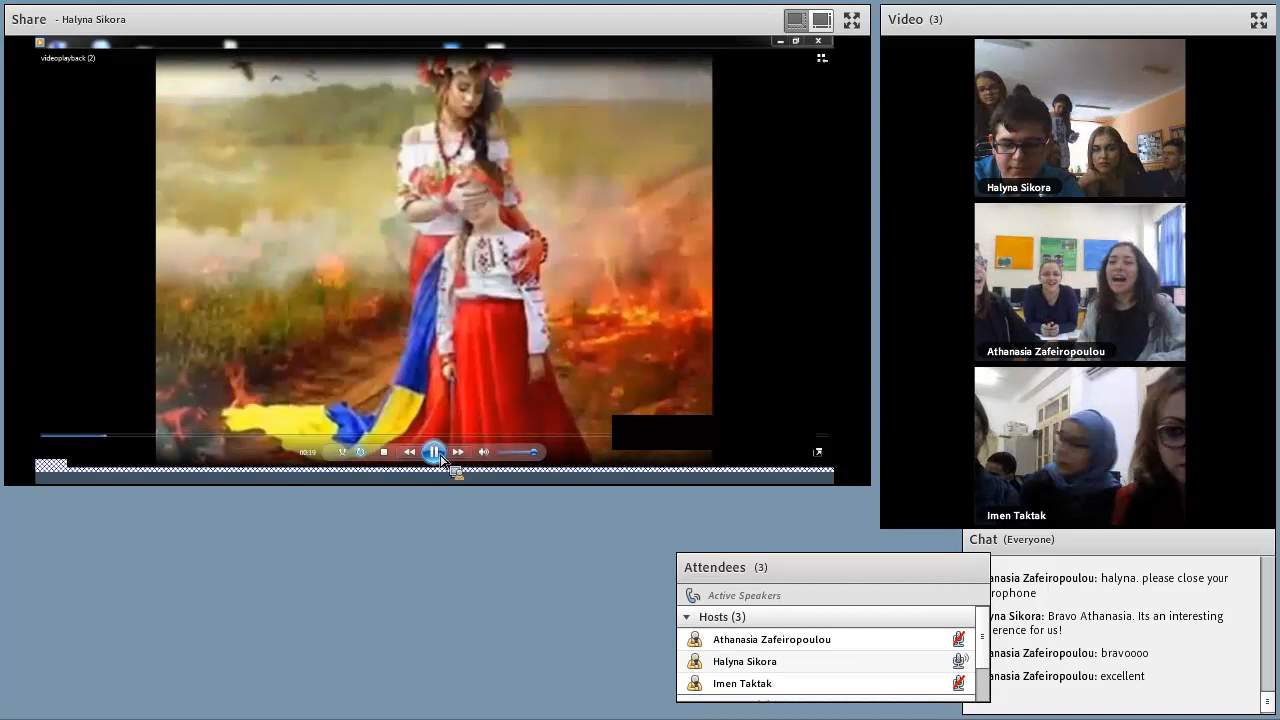 Share - Halyna Sikora
videoplayback (2)
00:19
Video (3)
Halyna Sikora
Athanasia Zafeiropoulou
Imen Taktak
Attendees (3)
Active Speakers
Hosts (3)
Athanasia Zafeiropoulou
Halyna Sikora
Imen Taktak
Chat (Everyone)
anasia Zafeiropoulou: halyna. please close your
rophone
yna Sikora: Bravo Athanasia. Its an interesting
erence for us!
anasia Zafeiropoulou: bravoooo
anasia Zafeiropoulou: excellent